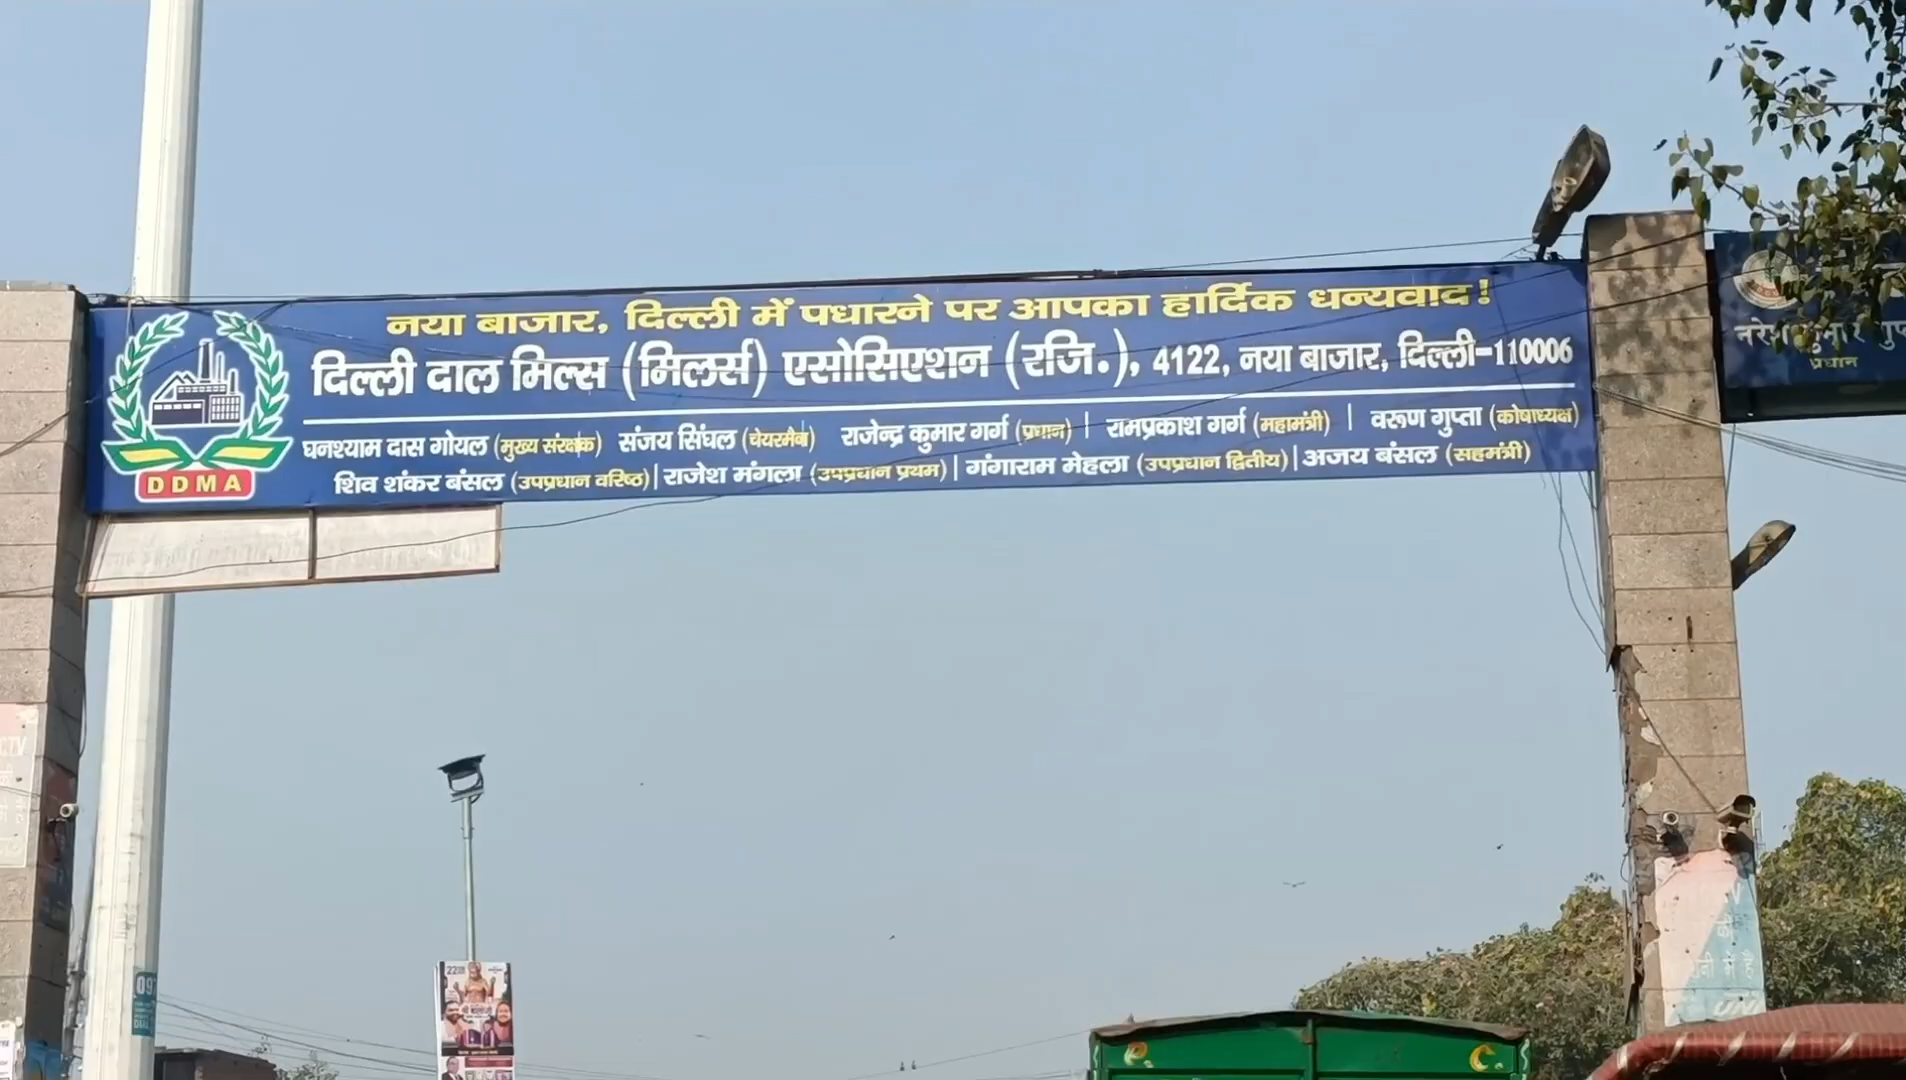 नया बाजार, दिल्ली में पधारने पर आपका हार्दिक धन्यवाद!
दिल्ली दाल मिल्स (मिलर्स) एसोसिएशन (रजि.), 4122, नया बाजार, दिल्ली-110006
घनश्याम दास गोयल (मुख्य संरक्षक) संजय सिंघल (चेयरमैन) राजेन्द्र कुमार गर्ग (प्रधान) | रामप्रकाश गर्ग (महामंत्री) | वरूण गुप्ता (कोषाध्यक्ष)
शिव शंकर बंसल (उपप्रधान वरिष्ठ) | राजेश मंगला (उपप्रधान प्रथम) | गंगाराम मेहला (उपप्रधान द्वितीय) | अजय बंसल (सहमंत्री)
DDMA
प्रधान
22